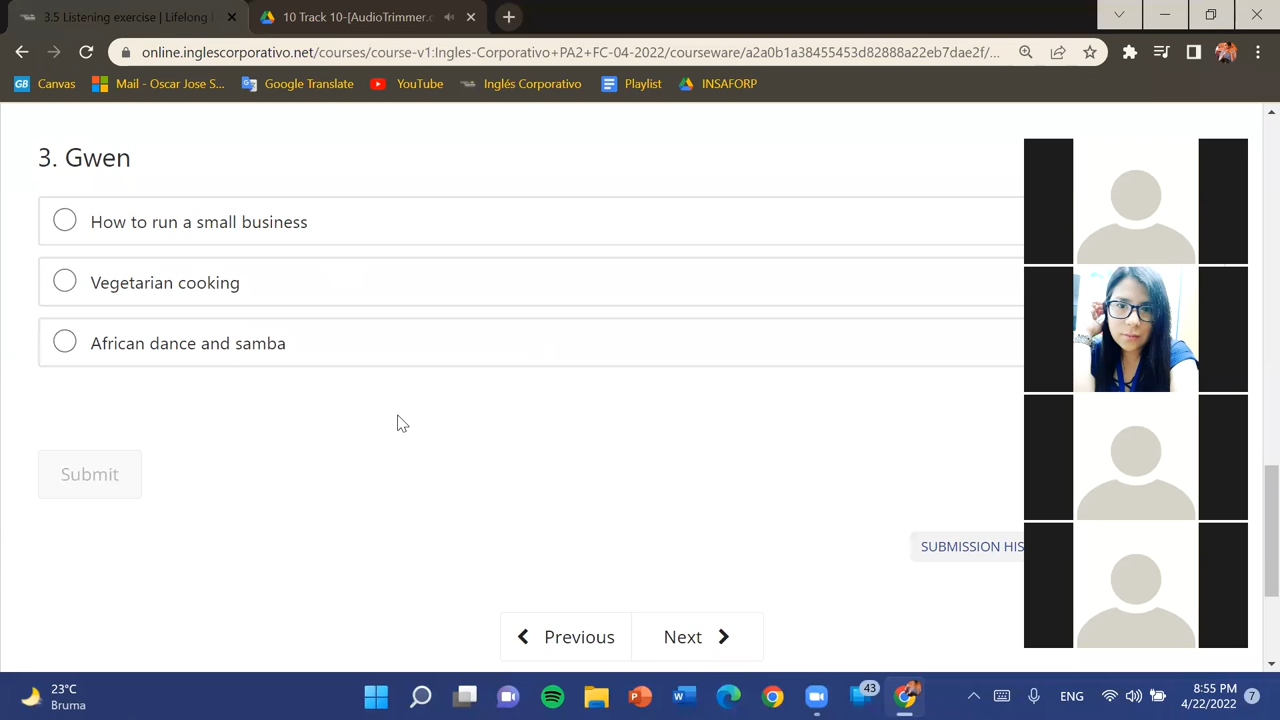 3.5 Listening exercise | Lifelong |
10 Track 10-[AudioTrimmer.c
online.inglescorporativo.net/courses/course-v1:Ingles-Corporativo+PA2+FC-04-2022/courseware/a2a0b1a38455453d82888a22eb7dae2f/...
GB Canvas
Mail - Oscar Jose S...
Google Translate
YouTube
Inglés Corporativo
Playlist
INSAFORP
3. Gwen
How to run a small business
Vegetarian cooking
African dance and samba
Submit
SUBMISSION HIS
Previous
Next
23°C
Bruma
43
ENG
8:55 PM
4/22/2022
7